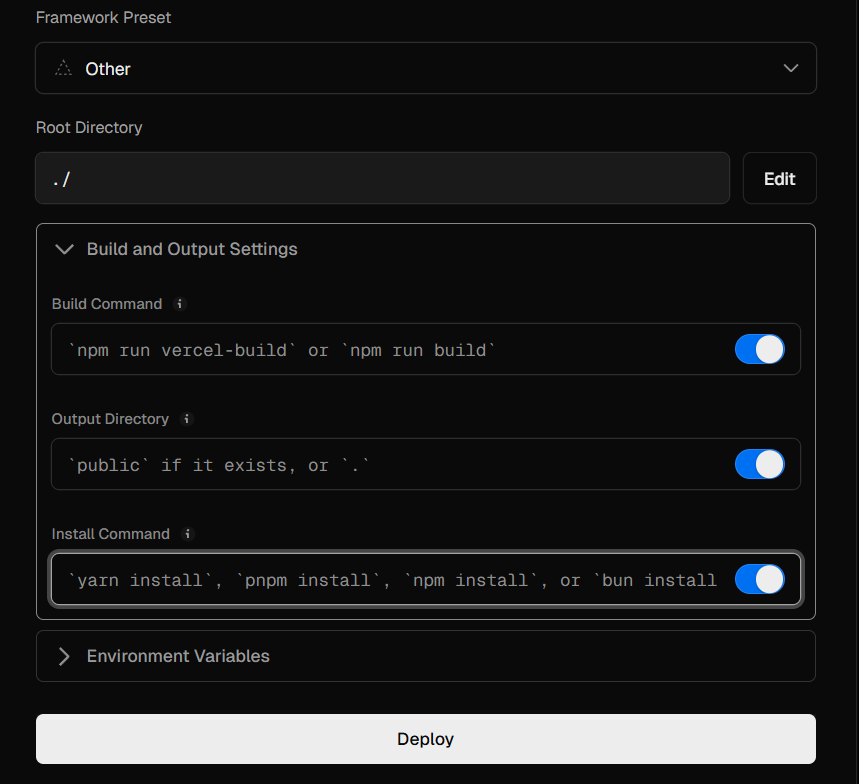 Framework Preset
Other
Root Directory
./
Edit
Build and Output Settings
Build Command i
`npm run vercel-build` or `npm run build`
Output Directory i
`public` if it exists, or `.`
Install Command i
`yarn install`, `pnpm install`, `npm install`, or `bun install
Environment Variables
Deploy